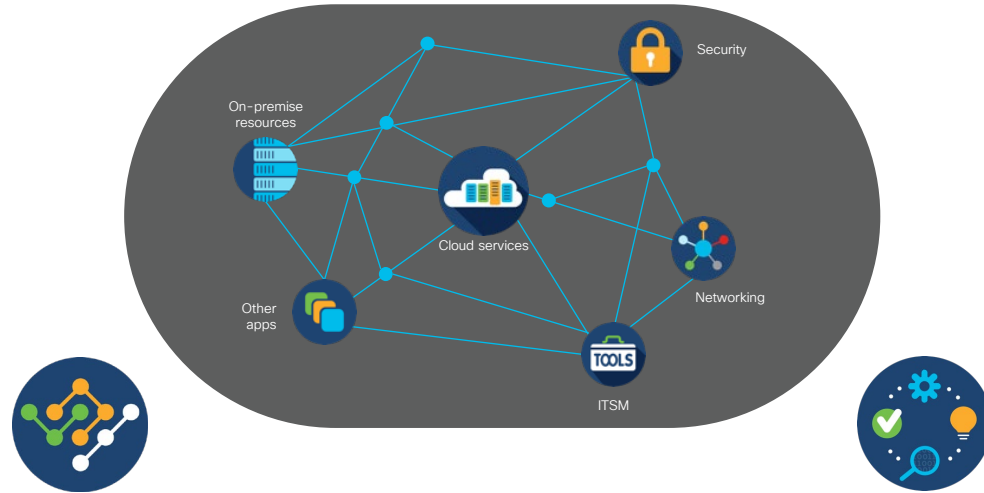 Security
On-premise
resources
Cloud services
Networking
Other
apps
TOOLS
ITSM